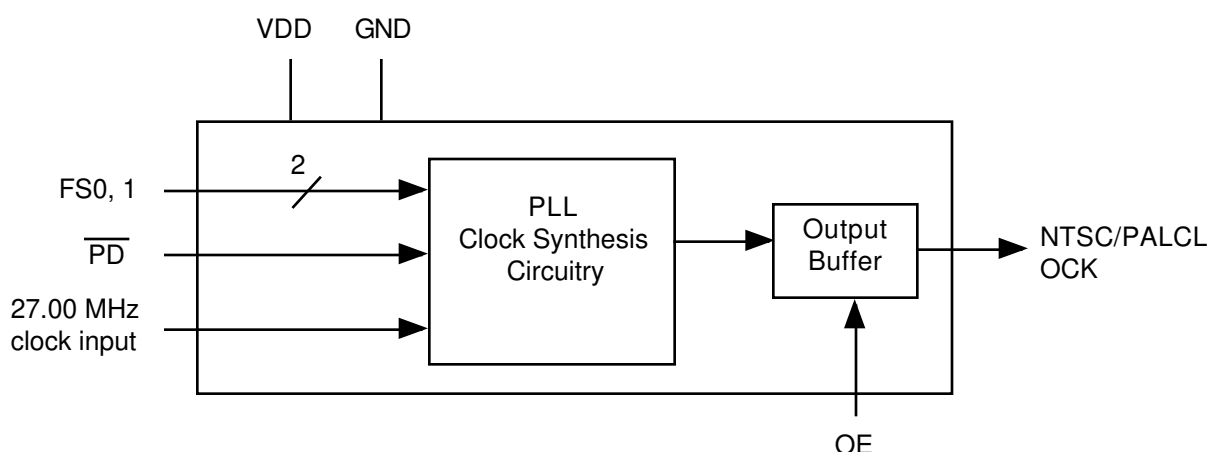 VDD GND
2
FS0, 1
PD
27.00 MHz
clock input
PLL
Clock Synthesis
Circuitry
Output
Buffer
NTSC/PALCL
OCK
OE